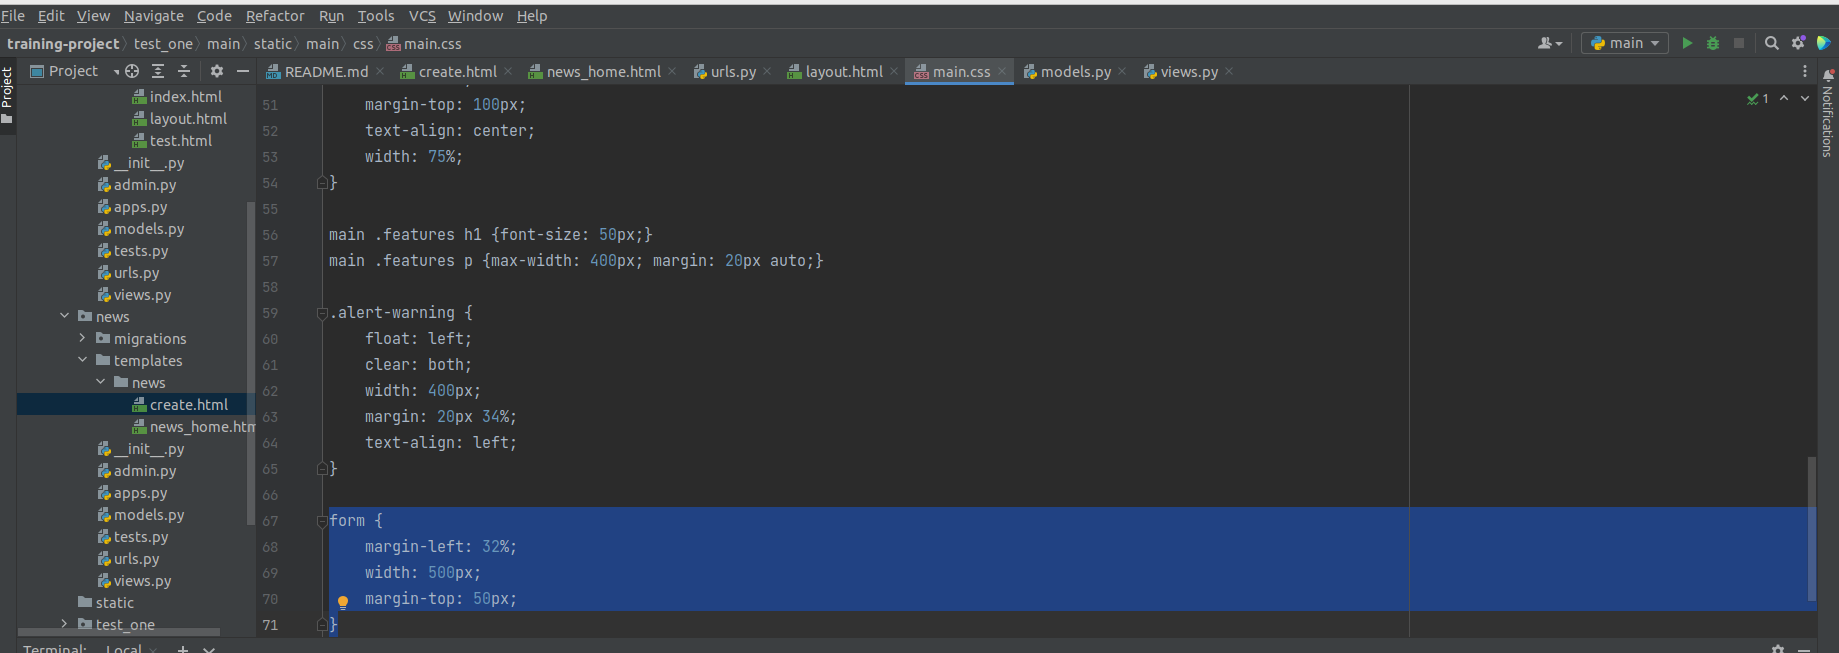 File Edit View Navigate Code Refactor Run Tools VCS Window Help
training-project test_one main static main css main.css
main
Project
Project
README.md create.html news_home.html urls.py layout.html main.css models.py views.py
Notifications
index.html
layout.html
test.html
__init__.py
admin.py
apps.py
models.py
tests.py
urls.py
views.py
news
migrations
templates
news
create.html
news_home.htm
__init__.py
admin.py
apps.py
models.py
tests.py
urls.py
views.py
static
test_one
1
51 margin-top: 100px;
52 text-align: center;
53 width: 75%;
54 }
55
56 main .features h1 {font-size: 50px;}
57 main .features p {max-width: 400px; margin: 20px auto;}
58
59 .alert-warning {
60 float: left;
61 clear: both;
62 width: 400px;
63 margin: 20px 34%;
64 text-align: left;
65 }
66
67 form {
68 margin-left: 32%;
69 width: 500px;
70 margin-top: 50px;
71 }
Terminal: Local